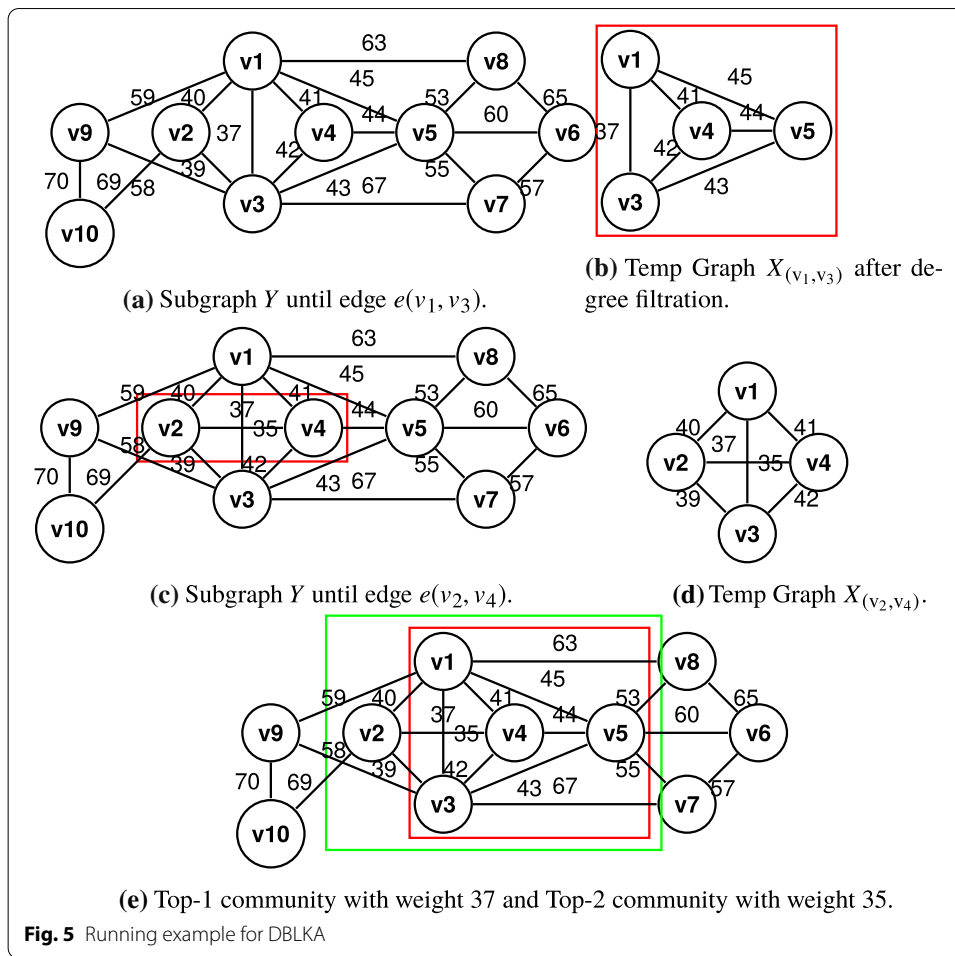 63
v1
v8
45
59
40
41
53
65
44
60
v9
v2
37
v4
v5
v6
42
39
55
70
69
58
43
67
57
v3
v7
v10
v1
45
41
44
37
v4
v5
42
43
v3
(a) Subgraph Y until edge e(v1, v3).
(b) Temp Graph X(v1,v3) after de-
gree filtration.
63
v1
v8
45
59
40
41
53
65
37
44
60
v9
v2
35
v4
v5
v6
58
39
42
55
70
69
43
67
57
v3
v7
v10
v1
40
41
37
v2
35
v4
39
42
v3
(c) Subgraph Y until edge e(v2, v4).
(d) Temp Graph X(v2,v4).
63
v1
v8
45
59
40
41
53
65
37
44
60
v9
v2
35
v4
v5
v6
58
39
42
55
70
69
43
67
57
v3
v7
v10
(e) Top-1 community with weight 37 and Top-2 community with weight 35.
Fig. 5 Running example for DBLKA